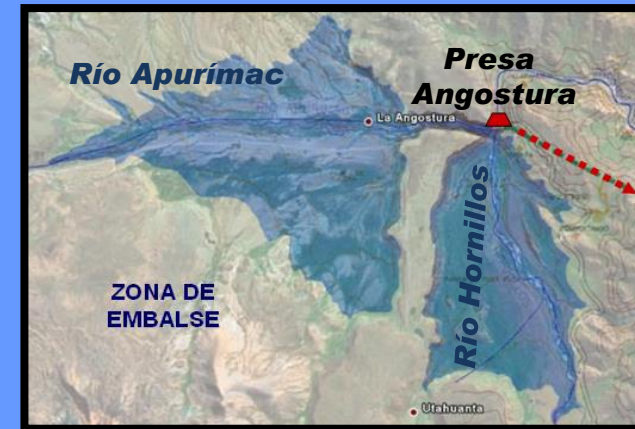 Río Apurímac
Presa
Angostura
La Angostura
Río Hornillos
ZONA DE
EMBALSE
Utahuanta